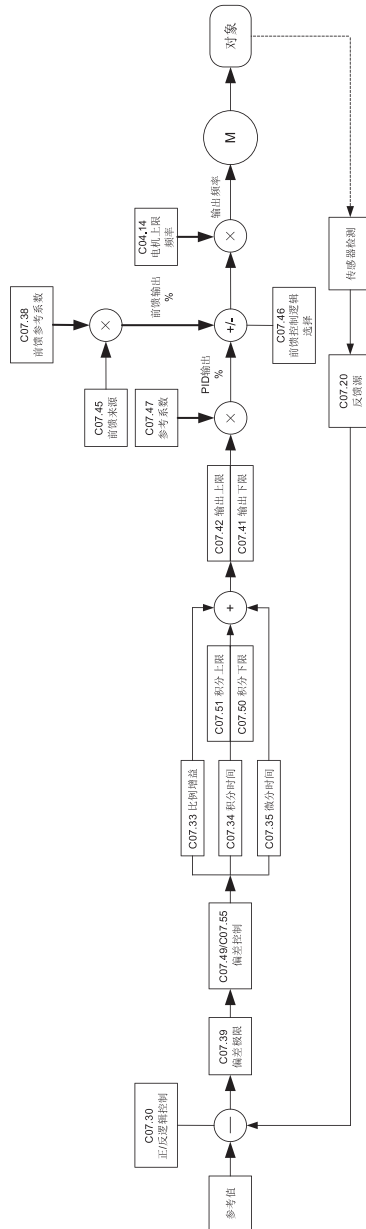 参考值
—
C07.30
正/反逻辑控制
C07.39
偏差极限
C07.49/C07.55
偏差控制
C07.33 比例增益
C07.34 积分时间
C07.35 微分时间
C07.51 积分上限
C07.50 积分下限
+
C07.42 输出上限
C07.41 输出下限
×
C07.47
参考系数
PID输出
%
C07.45
前馈来源
×
C07.38
前馈参考系数
前馈输出
%
+/-
C07.46
前馈控制逻辑
选择
×
C04.14
电机上限
频率
输出频率
M
对象
传感器检测
C07.20
反馈源